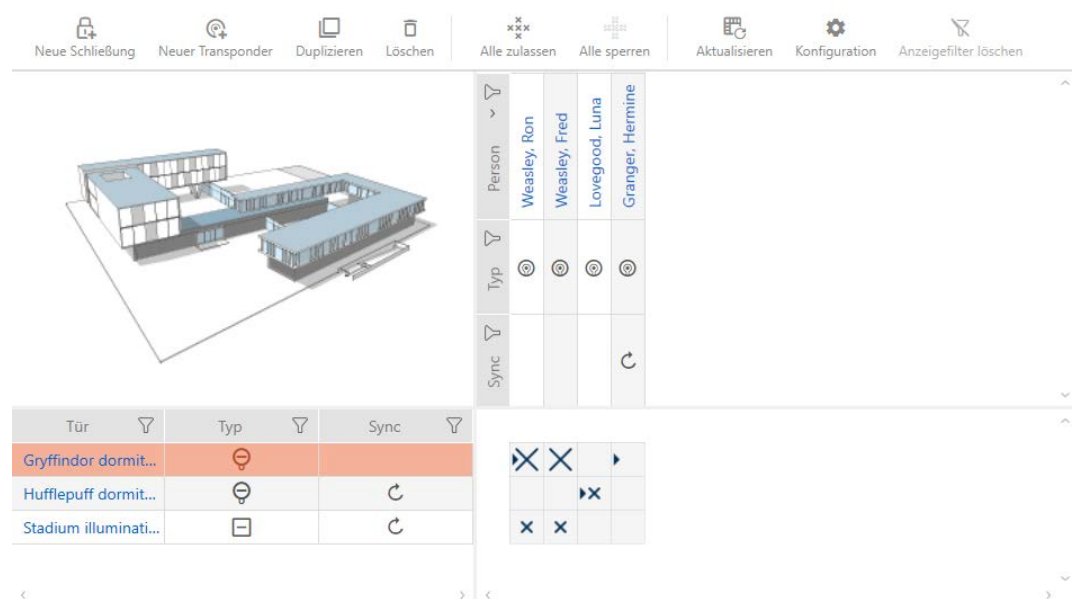 Neue Schließung Neuer Transponder Duplizieren Löschen Alle zulassen Alle sperren Aktualisieren Konfiguration Anzeigefilter löschen
Person
Weasley, Ron
Weasley, Fred
Lovegood, Luna
Granger, Hermine
Typ
Sync
Tür Typ Sync
Gryffindor dormit...
Hufflepuff dormit...
Stadium illuminati...